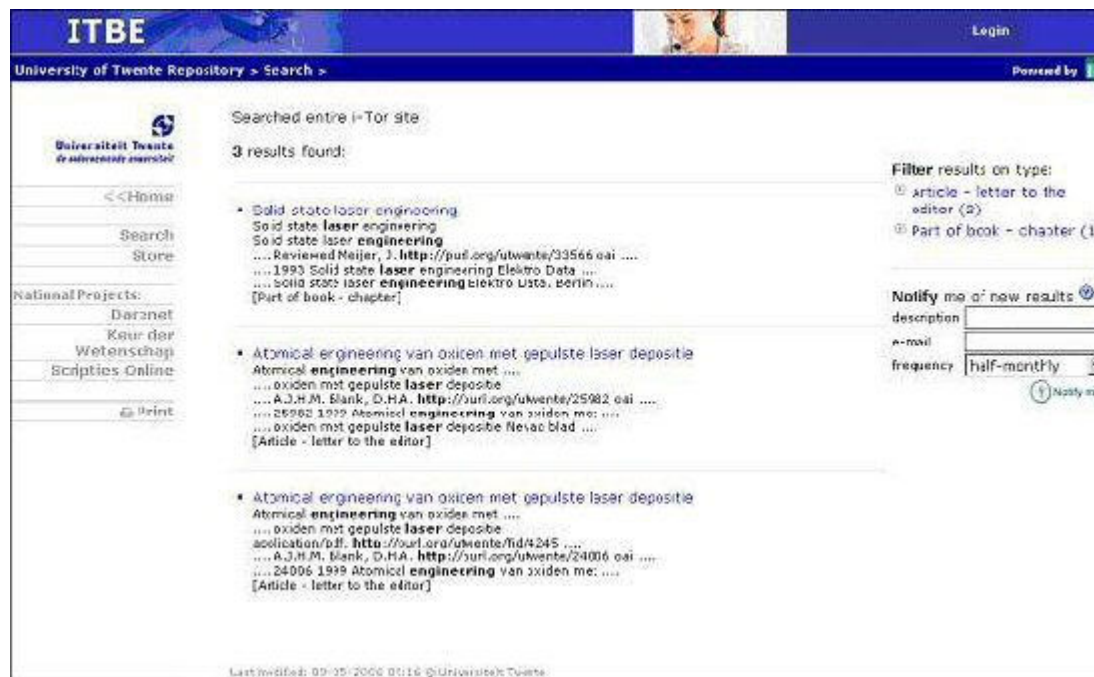 ITBE
Login
University of Twente Repository > Search >
Powered by
Universiteit Twente
de ondernemende universiteit
<<Home
Search
Store
National Projects:
Darenet
Keur der
Wetenschap
Scripties Online
Print
Searched entire i-Tor site
3 results found:
Solid state laser engineering
Solid state laser engineering
Solid state laser engineering
.... Reviewed Meijer, J. http://purl.org/utwente/33566 oai ....
.... 1993 Solid state laser engineering Elektro Data ....
.... Solid state laser engineering Elektro Data, Berlin ....
[Part of book - chapter]
Atomical engineering van oxiden met gepulste laser depositie
Atomical engineering van oxiden met ....
.... oxiden met gepulste laser depositie
.... A.J.H.M. Blank, D.H.A. http://purl.org/utwente/25982 oai ....
.... 25982 1999 Atomical engineering van oxiden met ....
.... oxiden met gepulste laser depositie Nevac blad ....
[Article - letter to the editor]
Atomical engineering van oxiden met gepulste laser depositie
Atomical engineering van oxiden met ....
.... oxiden met gepulste laser depositie
application/pdf. http://purl.org/utwente/fid/4245 ....
.... A.J.H.M. Blank, D.H.A. http://purl.org/utwente/24006 oai ....
.... 24006 1999 Atomical engineering van oxiden met ....
[Article - letter to the editor]
Filter results on type:
Article - letter to the
editor (2)
Part of book - chapter (1
Notify me of new results
description
e-mail
frequency half-monthly
Notify m
Last modified: © Universiteit Twente